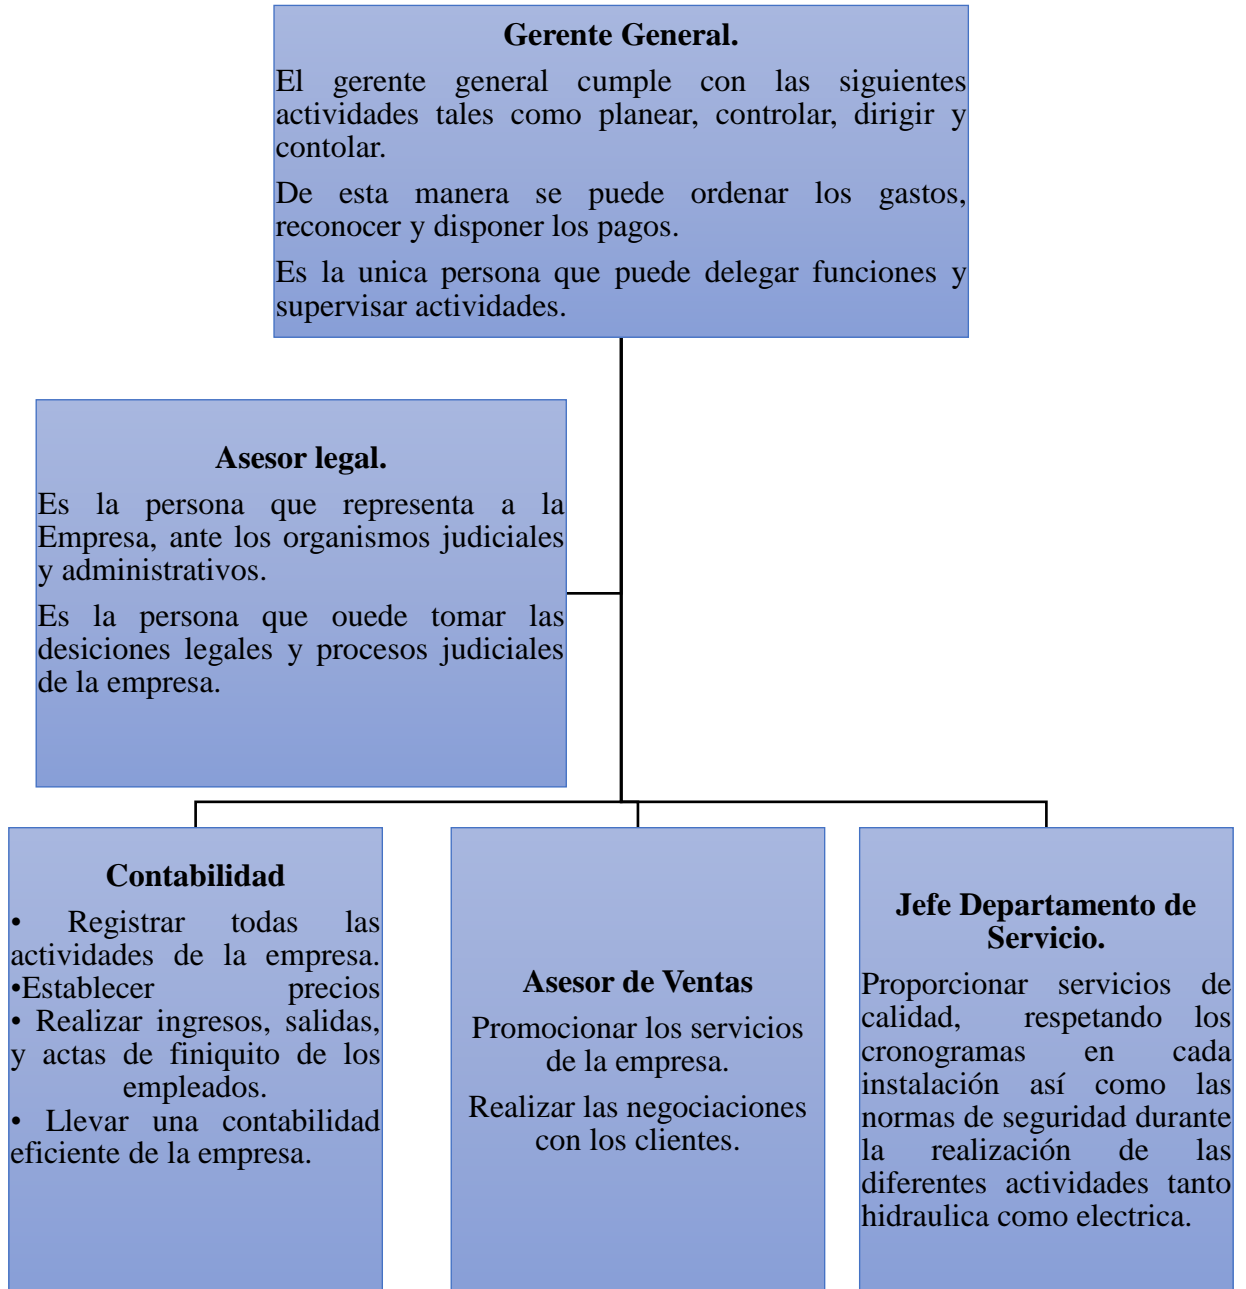 Gerente General.
El gerente general cumple con las siguientes
actividades tales como planear, controlar, dirigir y
contolar.
De esta manera se puede ordenar los gastos,
reconocer y disponer los pagos.
Es la unica persona que puede delegar funciones y
supervisar actividades.
Asesor legal.
Es la persona que representa a la
Empresa, ante los organismos judiciales
y administrativos.
Es la persona que ouede tomar las
desiciones legales y procesos judiciales
de la empresa.
Contabilidad
• Registrar todas las
actividades de la empresa.
•Establecer precios
• Realizar ingresos, salidas,
y actas de finiquito de los
empleados.
• Llevar una contabilidad
eficiente de la empresa.
Asesor de Ventas
Promocionar los servicios
de la empresa.
Realizar las negociaciones
con los clientes.
Jefe Departamento de
Servicio.
Proporcionar servicios de
calidad, respetando los
cronogramas en cada
instalación así como las
normas de seguridad durante
la realización de las
diferentes actividades tanto
hidraulica como electrica.